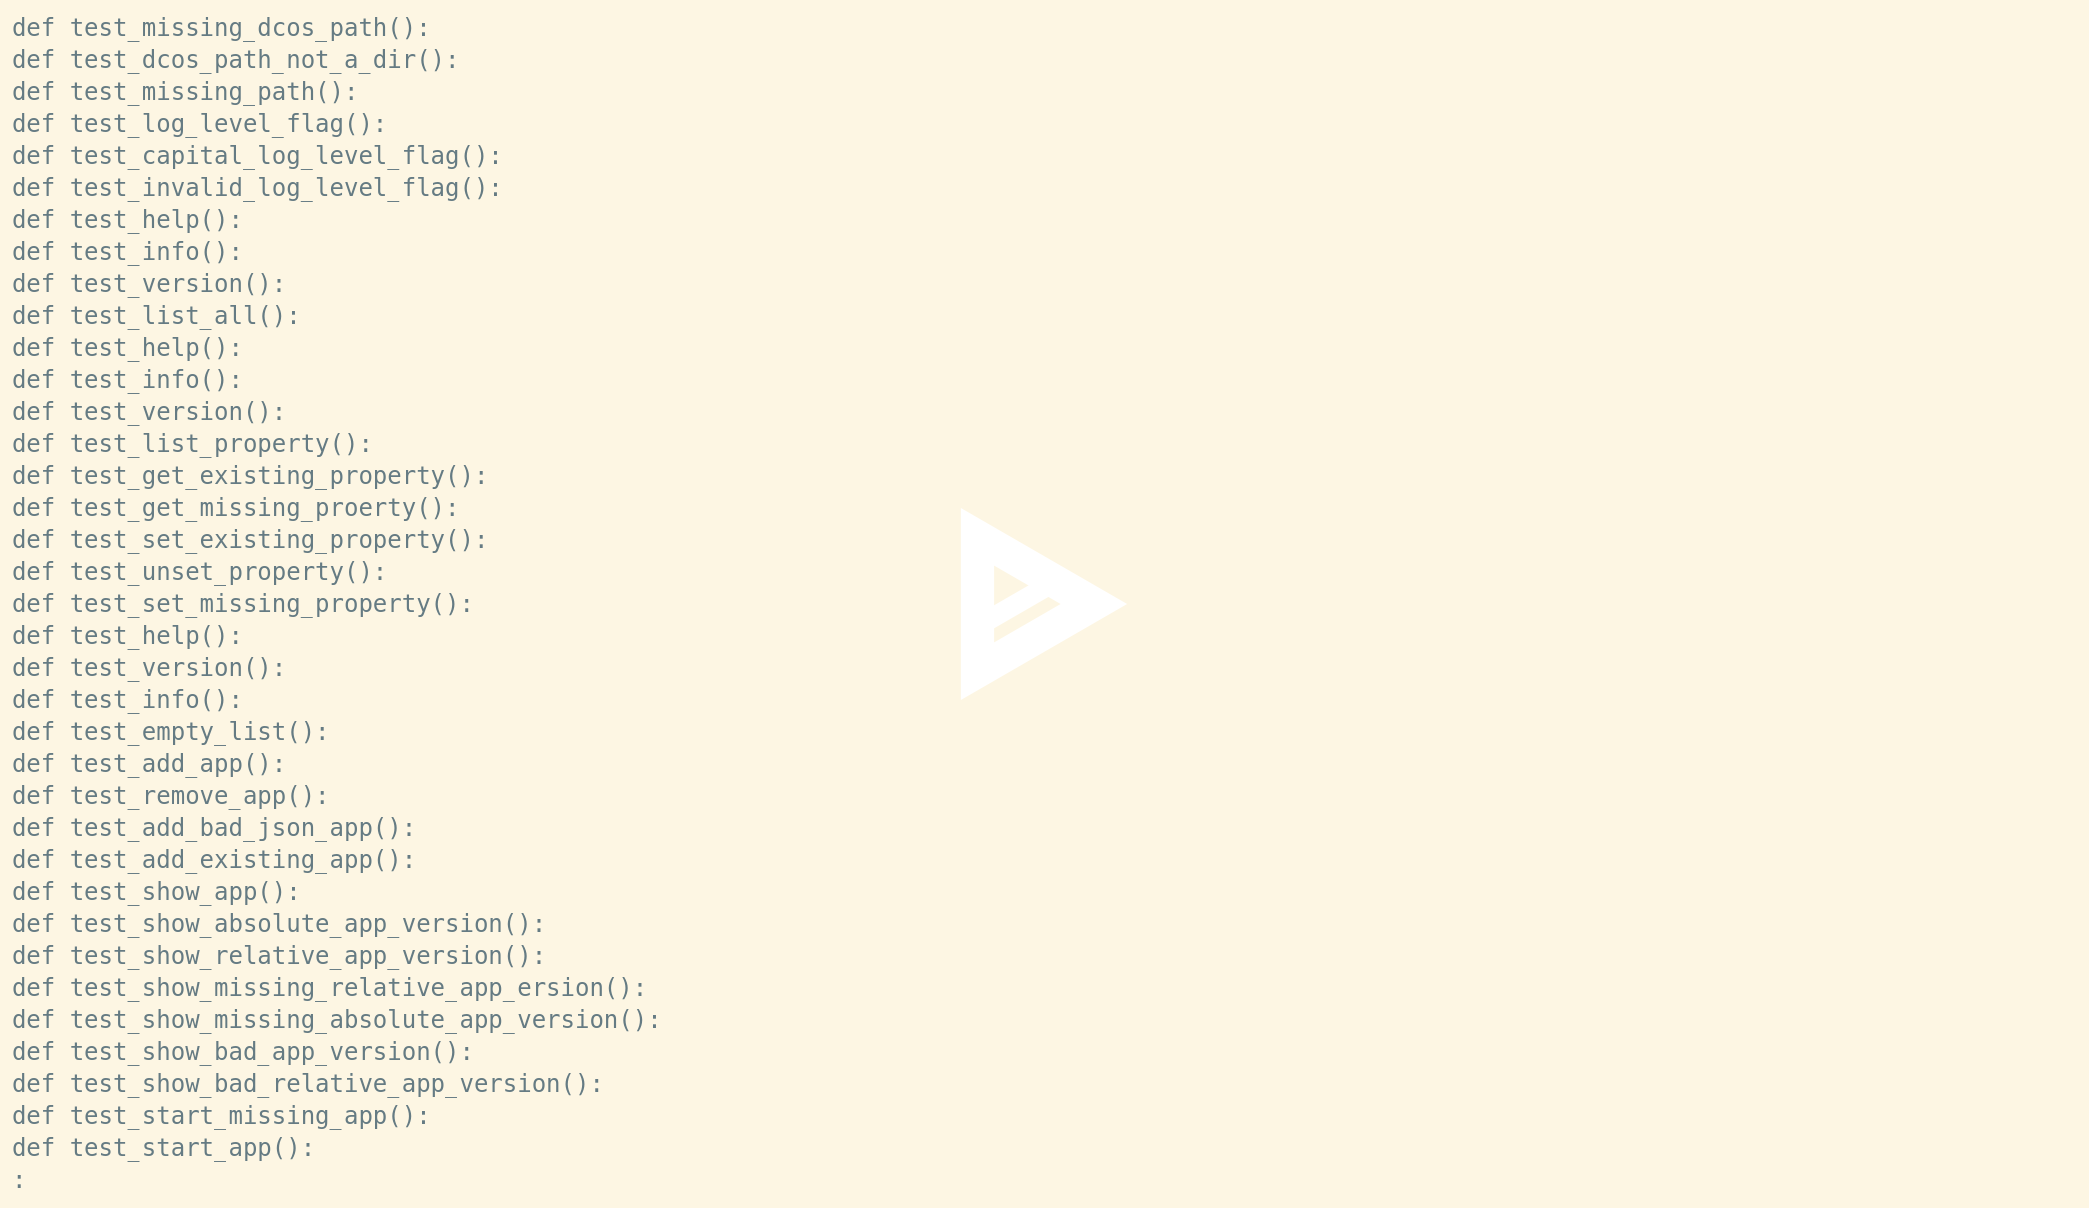 def test_missing_dcos_path():
def test_dcos_path_not_a_dir():
def test_missing_path():
def test_log_level_flag():
def test_capital_log_level_flag():
def test_invalid_log_level_flag():
def test_help():
def test_info():
def test_version():
def test_list_all():
def test_help():
def test_info():
def test_version():
def test_list_property():
def test_get_existing_property():
def test_get_missing_proerty():
def test_set_existing_property():
def test_unset_property():
def test_set_missing_property():
def test_help():
def test_version():
def test_info():
def test_empty_list():
def test_add_app():
def test_remove_app():
def test_add_bad_json_app():
def test_add_existing_app():
def test_show_app():
def test_show_absolute_app_version():
def test_show_relative_app_version():
def test_show_missing_relative_app_ersion():
def test_show_missing_absolute_app_version():
def test_show_bad_app_version():
def test_show_bad_relative_app_version():
def test_start_missing_app():
def test_start_app():
: